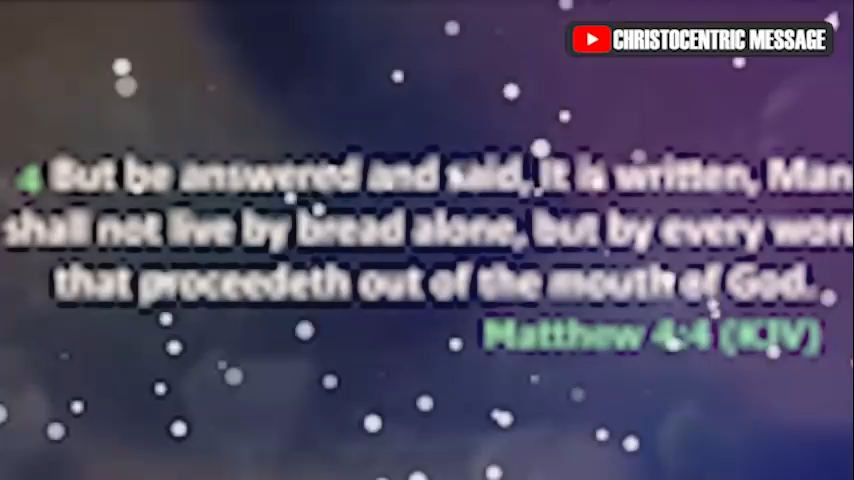 CHRISTOCENTRIC MESSAGE
4 But he answered and said, It is written, Man
shall not live by bread alone, but by every word
that proceedeth out of the mouth of God.
Matthew 4:4 (KJV)